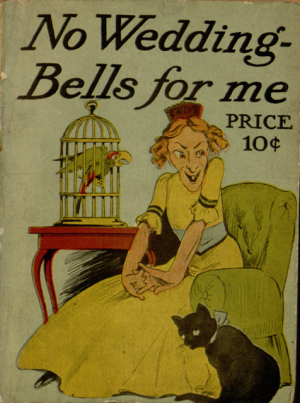 No Wedding-
Bells for me
PRICE
10¢